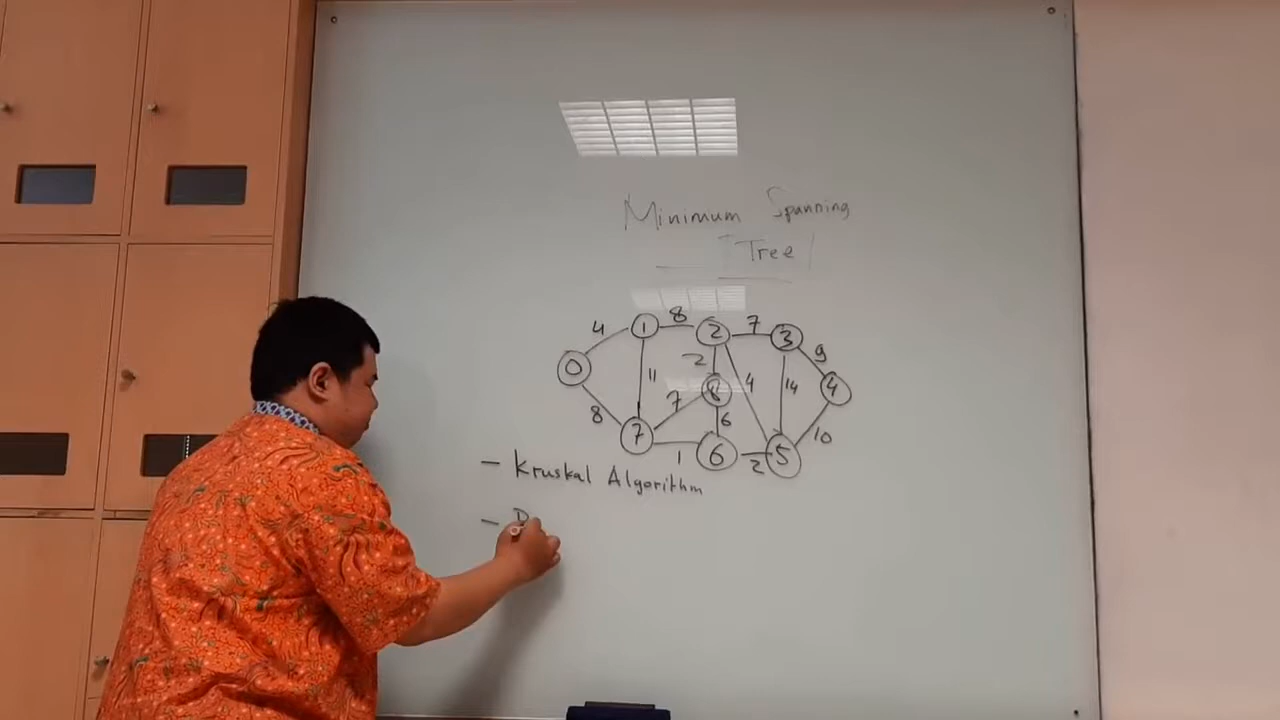 Minimum Spanning
Tree
4 8 7 9
0 1 2 3 4
11 2 4 14
8 7 8 6 10
7 1 6 2 5
- Kruskal Algorithm
- P